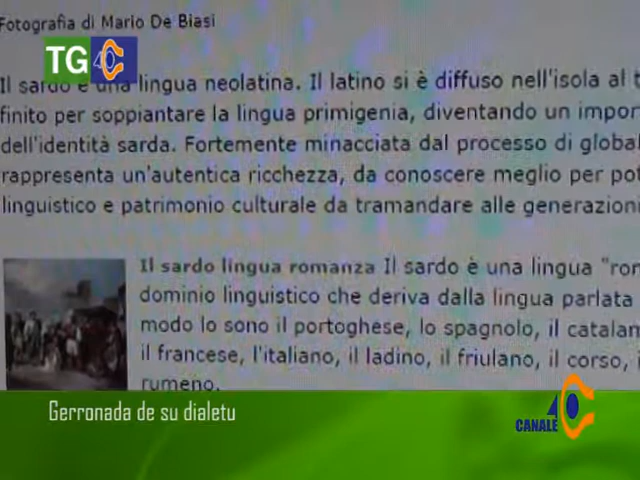 Fotografia di Mario De Biasi
TG 40
Il sardo è una lingua neolatina. Il latino si è diffuso nell'isola al
finito per soppiantare la lingua primigenia, diventando un
dell'identità sarda. Fortemente minacciata dal processo di
rappresenta un'autentica ricchezza, da conoscere meglio per
linguistico e patrimonio culturale da tramandare alle
Il sardo lingua romanza Il sardo è una lingua
dominio linguistico che deriva dalla lingua parlata
modo lo sono il portoghese, lo spagnolo, il
il francese, l'italiano, il ladino, il friulano, il corso,
rumeno.
Gerronada de su dialetu
CANALE 40